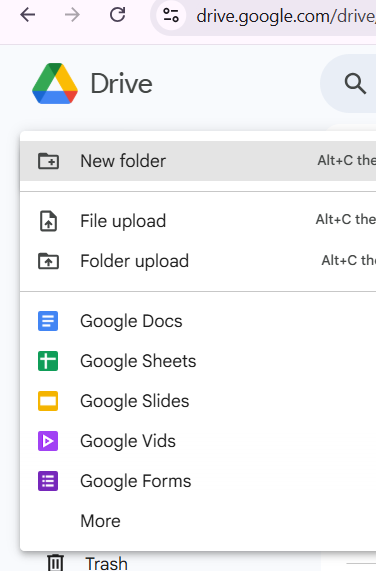 drive.google.com/drive
Drive
New folder Alt+C the
File upload Alt+C the
Folder upload Alt+C the
Google Docs
Google Sheets
Google Slides
Google Vids
Google Forms
More
Trash